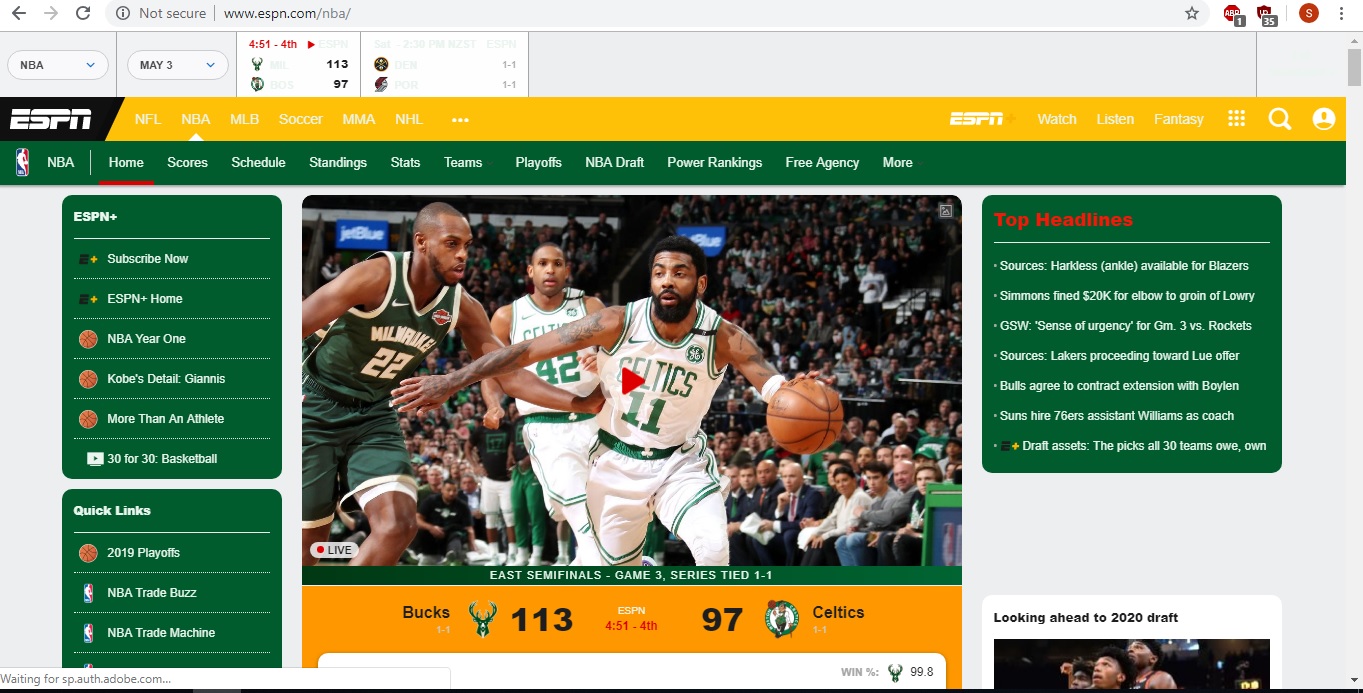 Not secure | www.espn.com/nba/
ABP 1 35 S
NBA
MAY 3
4:51 - 4th ESPN
MIL 113
BOS 97
Sat - 2:30 PM NZST ESPN
DEN 1-1
POR 1-1
ESPN NFL NBA MLB Soccer MMA NHL ••• ESPN+ Watch Listen Fantasy
NBA Home Scores Schedule Standings Stats Teams Playoffs NBA Draft Power Rankings Free Agency More
ESPN+
Subscribe Now
ESPN+ Home
NBA Year One
Kobe's Detail: Giannis
More Than An Athlete
30 for 30: Basketball
Quick Links
2019 Playoffs
NBA Trade Buzz
NBA Trade Machine
jetBlue
jetBlue
MILWAUKEE
22
CELTICS
42
CELTICS
11
LIVE
EAST SEMIFINALS - GAME 3, SERIES TIED 1-1
Bucks 113 ESPN 97 Celtics
1-1 4:51 - 4th 1-1
WIN %: 99.8
Top Headlines
• Sources: Harkless (ankle) available for Blazers
• Simmons fined $20K for elbow to groin of Lowry
• GSW: 'Sense of urgency' for Gm. 3 vs. Rockets
• Sources: Lakers proceeding toward Lue offer
• Bulls agree to contract extension with Boylen
• Suns hire 76ers assistant Williams as coach
• E+ Draft assets: The picks all 30 teams owe, own
Looking ahead to 2020 draft
Waiting for sp.auth.adobe.com...